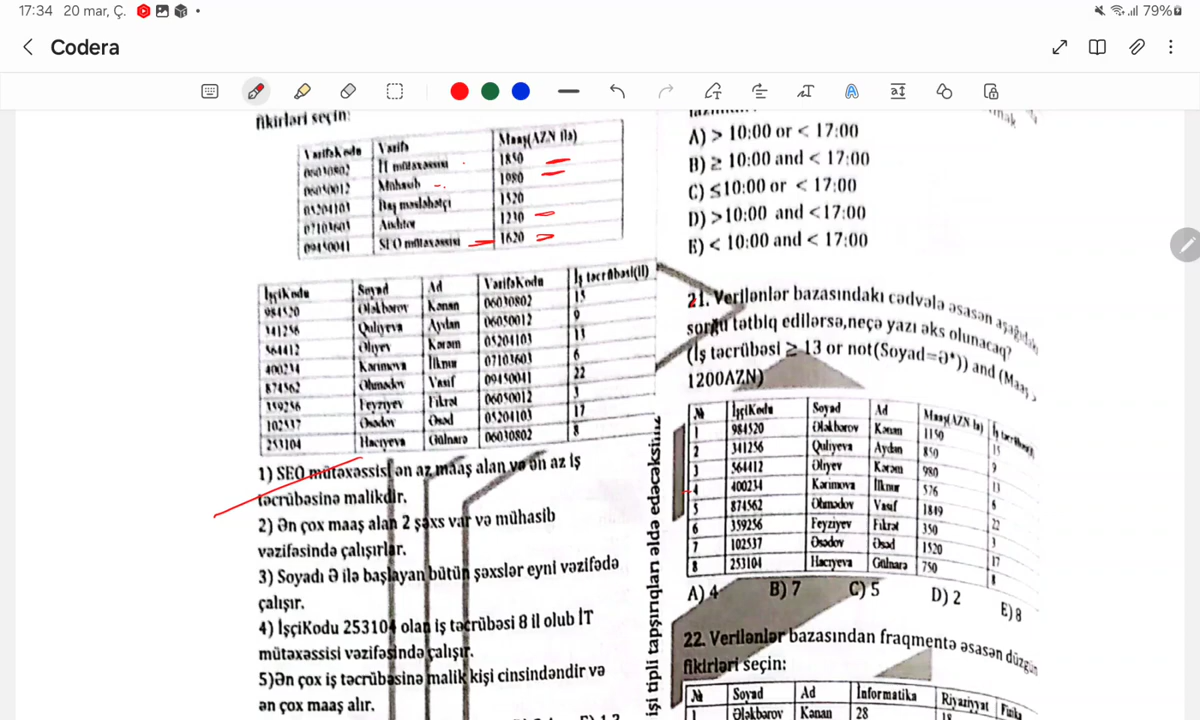 17:34 20 mar, Ç. 79%
Codera
fikirləri seçin:
VəzifəKodu Vəzifə Maaş(AZN ilə)
06030802 İT mütəxəssisi 1850
06050012 Mühasib 1980
05204103 Baş məsləhətçi 1520
07103603 Auditor 1230
09450041 SEO mütəxəssisi 1620
İşçiKodu Soyad Ad VəzifəKodu İş təcrübəsi(il)
984520 Ələkbərov Kənan 06030802 15
341256 Quliyeva Aydan 06050012 9
564412 Əliyev Kərəm 05204103 13
400234 Kərimova İlknur 07103603 6
874562 Əhmədov Vasif 09450041 22
359256 Feyziyev Fikrət 06050012 3
102537 Əsədov Əsəd 05204103 17
253104 Hacıyeva Gülnarə 06030802 8
1) SEO mütəxəssisi ən az maaş alan və ən az iş
təcrübəsinə malikdir.
2) Ən çox maaş alan 2 şəxs var və mühasib
vəzifəsində çalışırlar.
3) Soyadı Ə ilə başlayan bütün şəxslər eyni vəzifədə
çalışır.
4) İşçiKodu 253104 olan iş təcrübəsi 8 il olub İT
mütəxəssisi vəzifəsində çalışır.
5)Ən çox iş təcrübəsinə malik kişi cinsindəndir və
ən çox maaş alır.
işi tipli tapşırıqları əldə edəcəksiniz
A) > 10:00 or < 17:00
B) ≥ 10:00 and < 17:00
C) ≤10:00 or < 17:00
D) >10:00 and <17:00
E) < 10:00 and < 17:00
21. Verilənlər bazasındakı cədvələ əsasən aşağıdakı
sorğu tətbiq edilərsə,neçə yazı əks olunacaq?
(İş təcrübəsi ≥ 13 or not(Soyad=Ə*)) and (Maaş
1200AZN)
№ İşçiKodu Soyad Ad Maaş(AZN lə) İş təcrübəsi
1 984520 Ələkbərov Kənan 1150 15
2 341256 Quliyeva Aydın 850 9
3 564412 Əliyev Kərəm 980 13
4 400234 Kərimova İlknur 576 6
5 874562 Əhmədov Vasif 1849 22
6 359256 Feyziyev Fikrət 350 3
7 102537 Əsədov Əsəd 1520 17
8 253104 Hacıyeva Gülnarə 750 8
A) 4 B) 7 C) 5 D) 2 E) 8
22. Verilənlər bazasından fraqmentə əsasən düzgün
fikirləri seçin:
№ Soyad Ad İnformatika Riyaziyyat Fizika
1 Ələkbərov Kənan 28 18